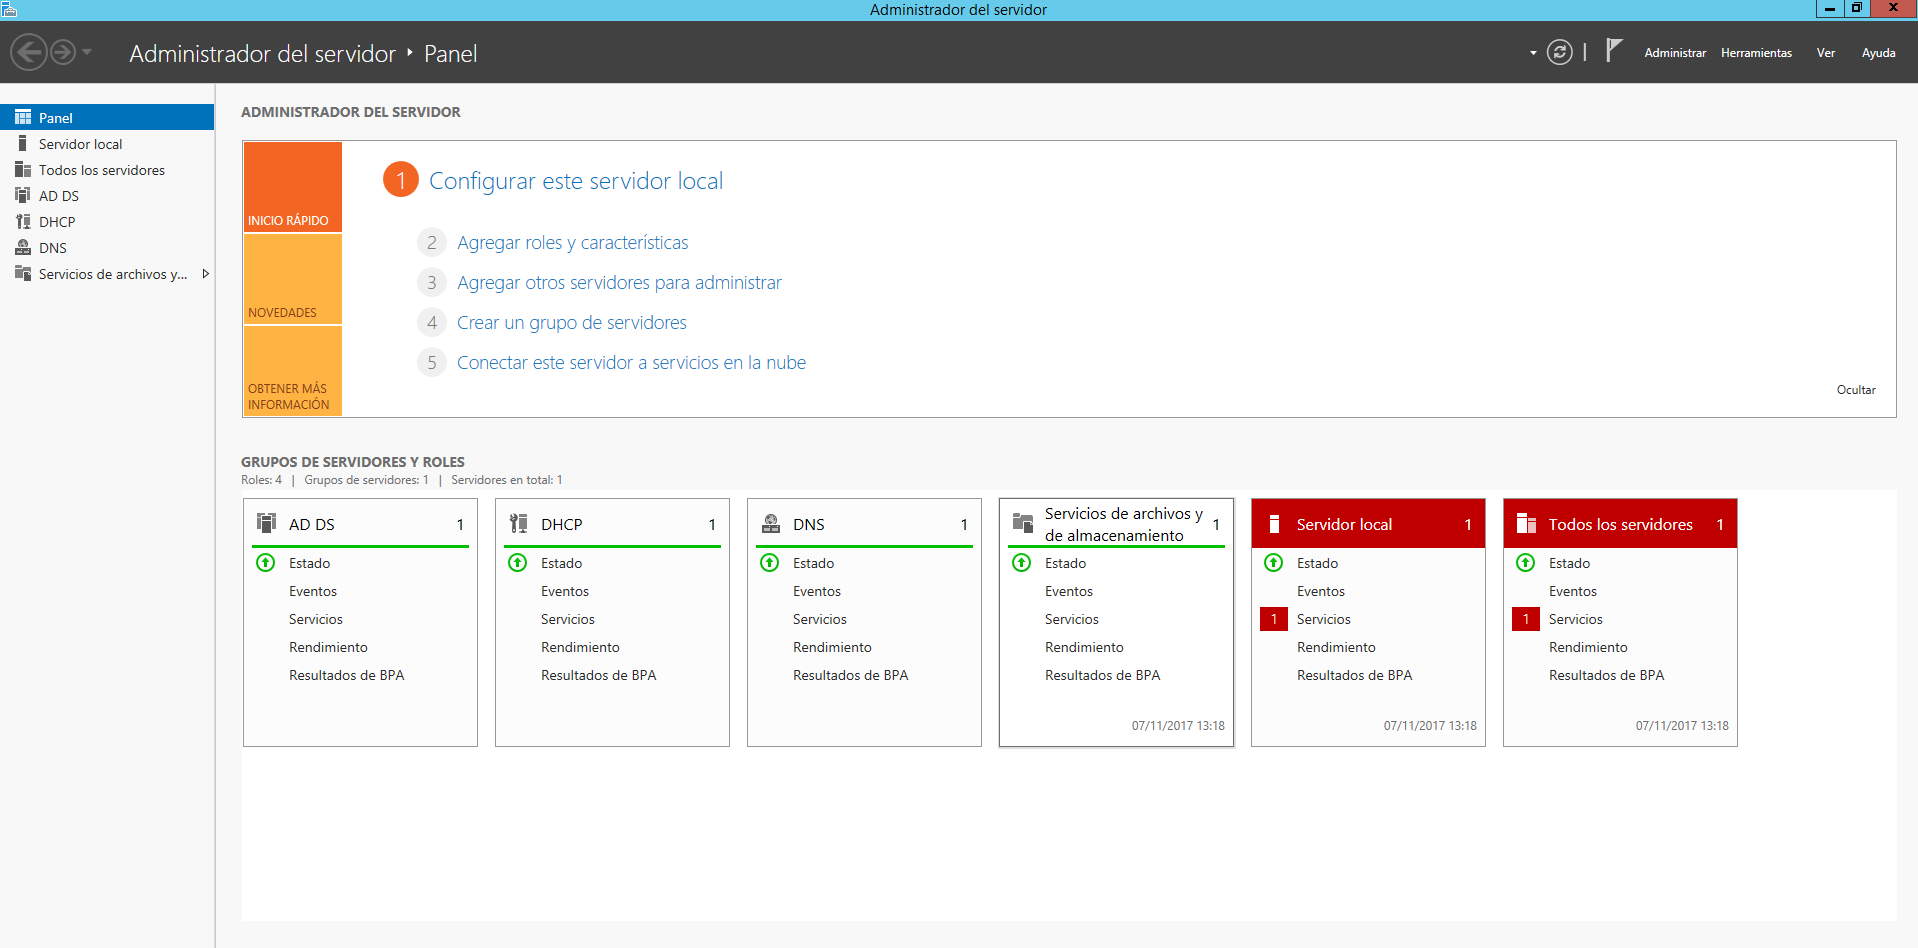 Administrador del servidor
Administrador del servidor ‣ Panel
Administrar Herramientas Ver Ayuda
Panel
Servidor local
Todos los servidores
AD DS
DHCP
DNS
Servicios de archivos y...
ADMINISTRADOR DEL SERVIDOR
INICIO RÁPIDO
NOVEDADES
OBTENER MÁS
INFORMACIÓN
1 Configurar este servidor local
2 Agregar roles y características
3 Agregar otros servidores para administrar
4 Crear un grupo de servidores
5 Conectar este servidor a servicios en la nube
Ocultar
GRUPOS DE SERVIDORES Y ROLES
Roles: 4 | Grupos de servidores: 1 | Servidores en total: 1
AD DS 1
Estado
Eventos
Servicios
Rendimiento
Resultados de BPA
DHCP 1
Estado
Eventos
Servicios
Rendimiento
Resultados de BPA
DNS 1
Estado
Eventos
Servicios
Rendimiento
Resultados de BPA
Servicios de archivos y
de almacenamiento 1
Estado
Eventos
Servicios
Rendimiento
Resultados de BPA
07/11/2017 13:18
Servidor local 1
Estado
Eventos
1 Servicios
Rendimiento
Resultados de BPA
07/11/2017 13:18
Todos los servidores 1
Estado
Eventos
1 Servicios
Rendimiento
Resultados de BPA
07/11/2017 13:18